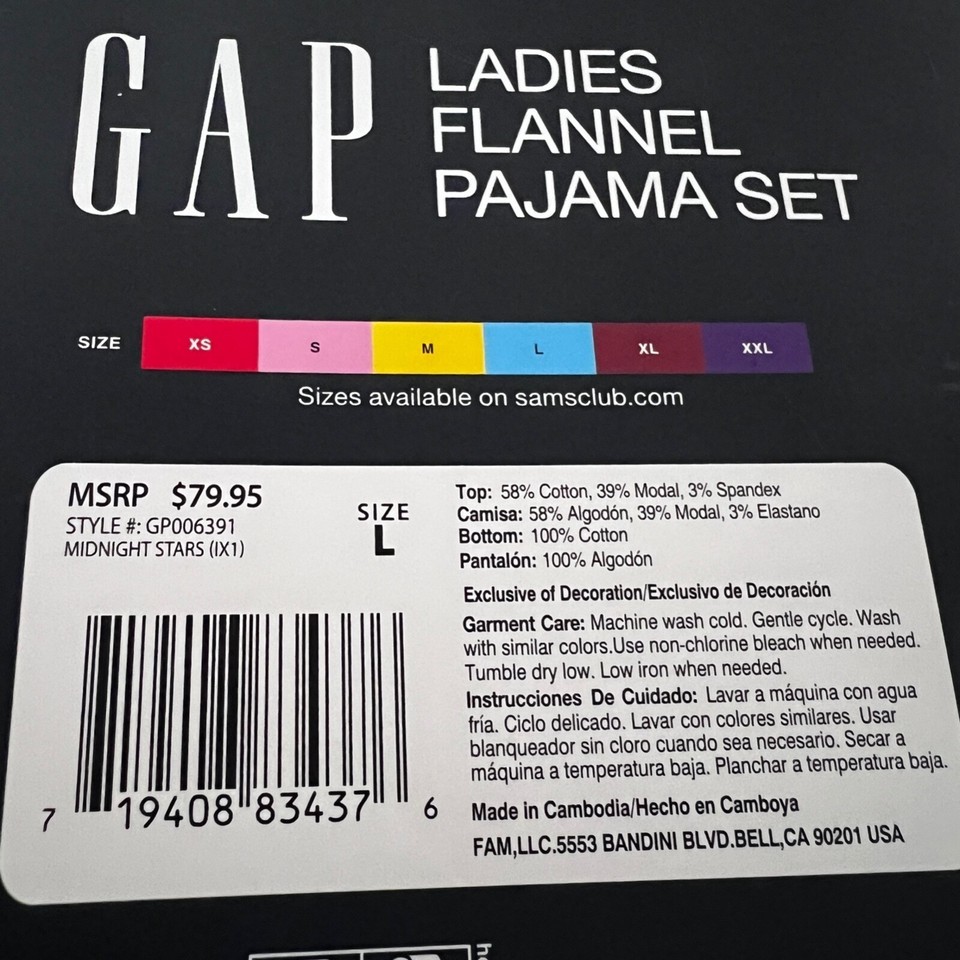 GAP
LADIES
FLANNEL
PAJAMA SET
SIZE XS S M L XL XXL
Sizes available on samsclub.com
MSRP $79.95
STYLE #: GP006391
MIDNIGHT STARS (IX1)
SIZE
L
7 19408 83437 6
Top: 58% Cotton, 39% Modal, 3% Spandex
Camisa: 58% Algodón, 39% Modal, 3% Elastano
Bottom: 100% Cotton
Pantalón: 100% Algodón
Exclusive of Decoration/Exclusivo de Decoración
Garment Care: Machine wash cold. Gentle cycle. Wash
with similar colors.Use non-chlorine bleach when needed.
Tumble dry low. Low iron when needed.
Instrucciones De Cuidado: Lavar a máquina con agua
fría. Ciclo delicado. Lavar con colores similares. Usar
blanqueador sin cloro cuando sea necesario. Secar a
máquina a temperatura baja. Planchar a temperatura baja.
Made in Cambodia/Hecho en Camboya
FAM,LLC.5553 BANDINI BLVD.BELL,CA 90201 USA